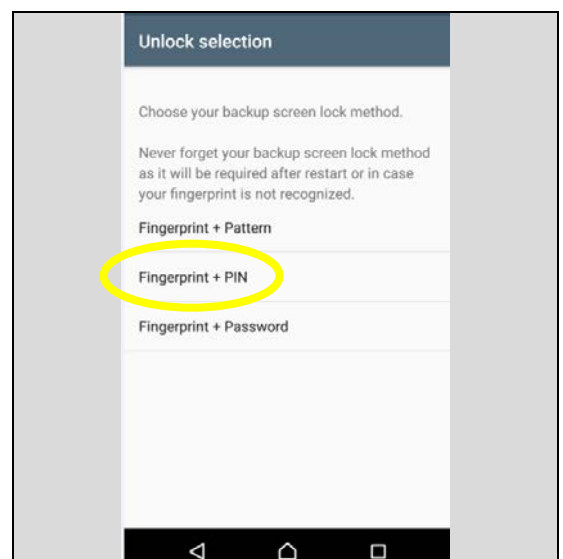 Unlock selection
Choose your backup screen lock method.
Never forget your backup screen lock method
as it will be required after restart or in case
your fingerprint is not recognized.
Fingerprint + Pattern
Fingerprint + PIN
Fingerprint + Password